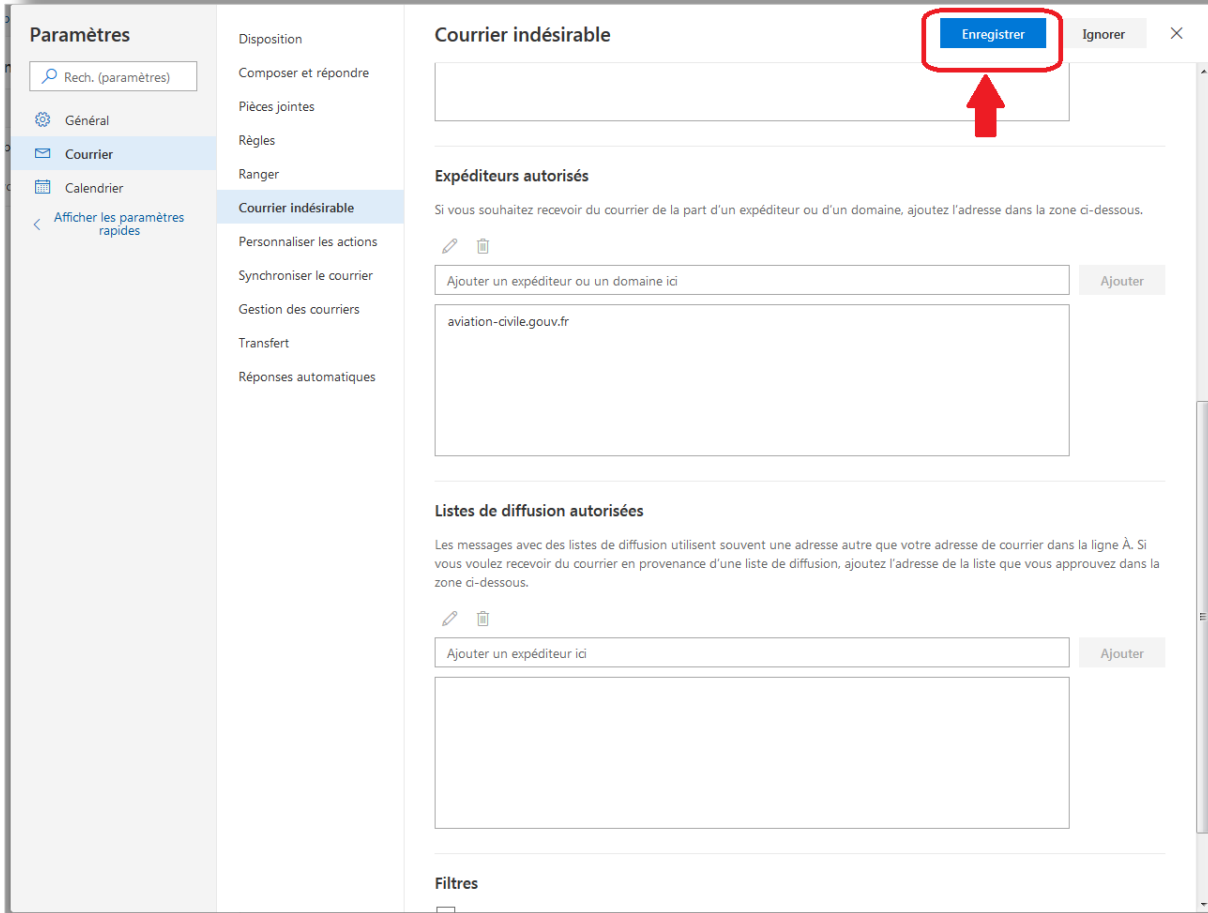 Paramètres
Rech. (paramètres)
Général
Courrier
Calendrier
Afficher les paramètres
rapides
Disposition
Composer et répondre
Pièces jointes
Règles
Ranger
Courrier indésirable
Personnaliser les actions
Synchroniser le courrier
Gestion des courriers
Transfert
Réponses automatiques
Courrier indésirable
Enregistrer
Ignorer
Expéditeurs autorisés
Si vous souhaitez recevoir du courrier de la part d'un expéditeur ou d'un domaine, ajoutez l'adresse dans la zone ci-dessous.
Ajouter un expéditeur ou un domaine ici
Ajouter
aviation-civile.gouv.fr
Listes de diffusion autorisées
Les messages avec des listes de diffusion utilisent souvent une adresse autre que votre adresse de courrier dans la ligne À. Si
vous voulez recevoir du courrier en provenance d'une liste de diffusion, ajoutez l'adresse de la liste que vous approuvez dans la
zone ci-dessous.
Ajouter un expéditeur ici
Ajouter
Filtres